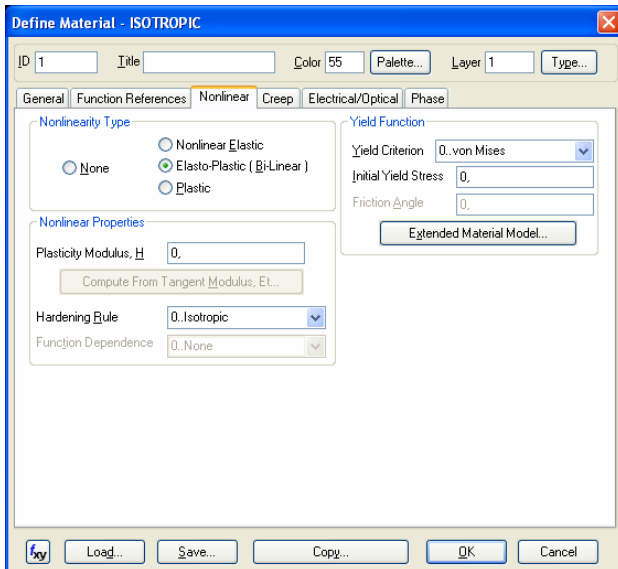 Define Material - ISOTROPIC
ID 1 Title Color 55 Palette... Layer 1 Type...
General Function References Nonlinear Creep Electrical/Optical Phase
Nonlinearity Type
None
Nonlinear Elastic
Elasto-Plastic ( Bi-Linear )
Plastic
Nonlinear Properties
Plasticity Modulus, H 0,
Compute From Tangent Modulus, Et...
Hardening Rule 0..Isotropic
Function Dependence 0..None
Yield Function
Yield Criterion 0..von Mises
Initial Yield Stress 0,
Friction Angle 0,
Extended Material Model...
fxy Load... Save... Copy... OK Cancel